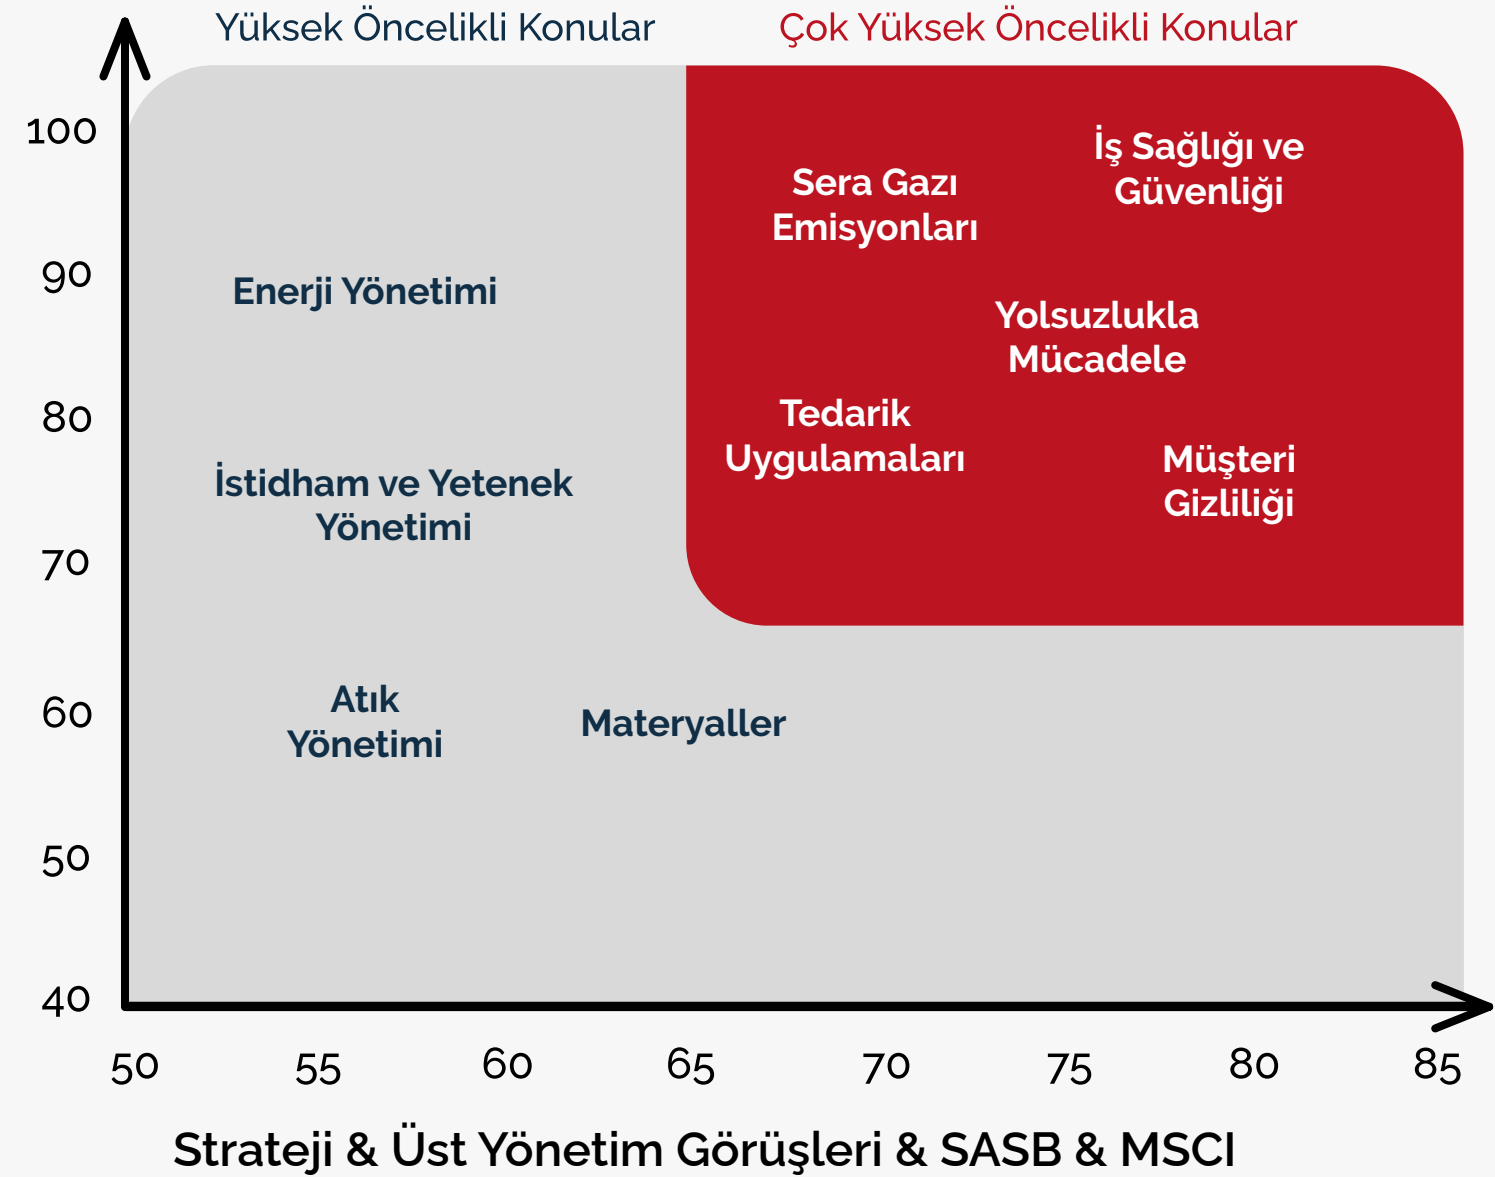 Yüksek Öncelikli Konular
Çok Yüksek Öncelikli Konular
100
90
80
70
60
50
40
İş Sağlığı ve
Güvenliği
Sera Gazı
Emisyonları
Enerji Yönetimi
Yolsuzlukla
Mücadele
Tedarik
Uygulamaları
Müşteri
Gizliliği
İstidham ve Yetenek
Yönetimi
Atık
Yönetimi
Materyaller
50
55
60
65
70
75
80
85
Strateji & Üst Yönetim Görüşleri & SASB & MSCI